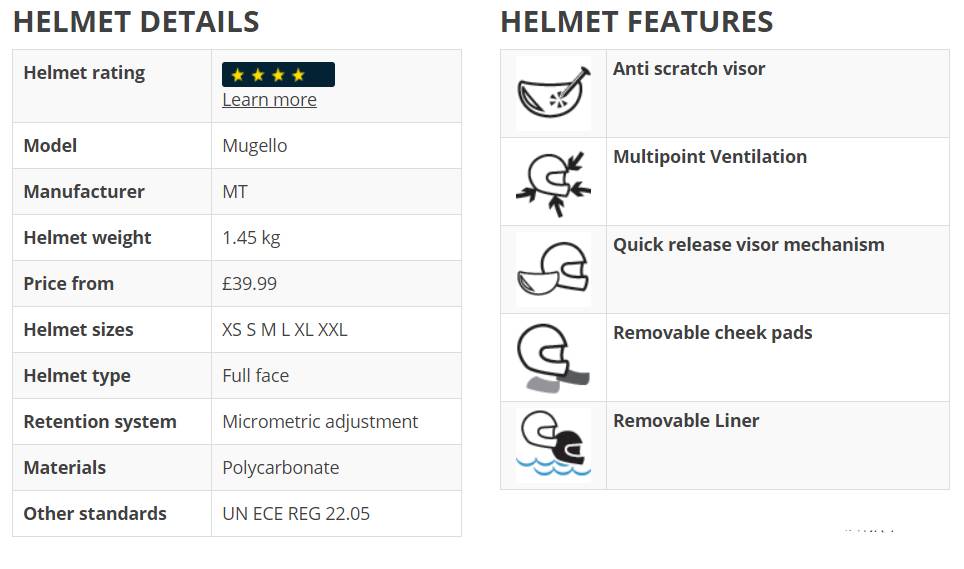 HELMET DETAILS
Helmet rating
Learn more
Model Mugello
Manufacturer MT
Helmet weight 1.45 kg
Price from £39.99
Helmet sizes XS S M L XL XXL
Helmet type Full face
Retention system Micrometric adjustment
Materials Polycarbonate
Other standards UN ECE REG 22.05
HELMET FEATURES
Anti scratch visor
Multipoint Ventilation
Quick release visor mechanism
Removable cheek pads
Removable Liner